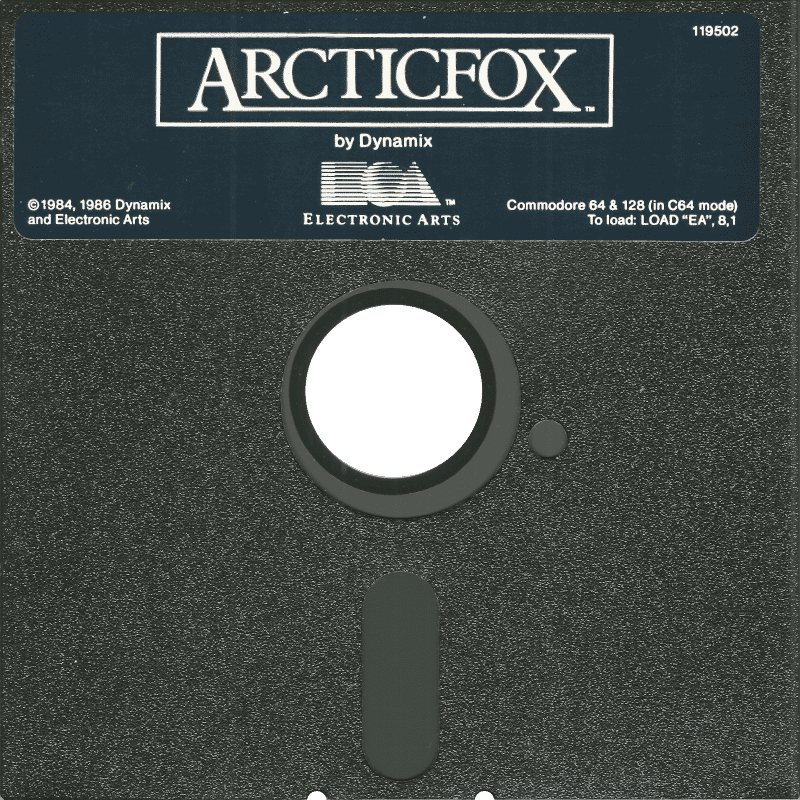 119502
ARCTICFOX™
by Dynamix
ECA™
ELECTRONIC ARTS
©1984, 1986 Dynamix
and Electronic Arts
Commodore 64 & 128 (in C64 mode)
To load: LOAD "EA", 8,1